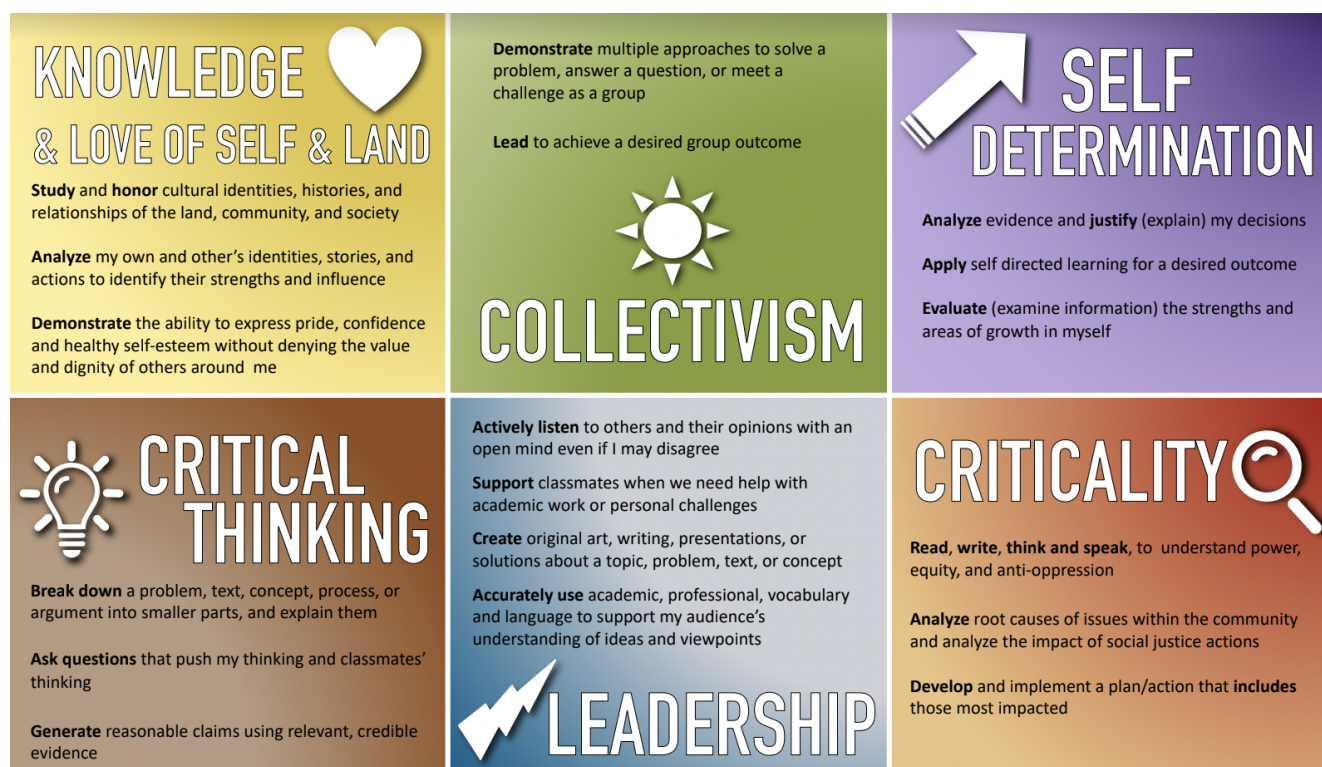 KNOWLEDGE
& LOVE OF SELF & LAND
Study and honor cultural identities, histories, and
relationships of the land, community, and society
Analyze my own and other's identities, stories, and
actions to identify their strengths and influence
Demonstrate the ability to express pride, confidence
and healthy self-esteem without denying the value
and dignity of others around me
Demonstrate multiple approaches to solve a
problem, answer a question, or meet a
challenge as a group
Lead to achieve a desired group outcome
COLLECTIVISM
SELF
DETERMINATION
Analyze evidence and justify (explain) my decisions
Apply self directed learning for a desired outcome
Evaluate (examine information) the strengths and
areas of growth in myself
CRITICAL
THINKING
Break down a problem, text, concept, process, or
argument into smaller parts, and explain them
Ask questions that push my thinking and classmates'
thinking
Generate reasonable claims using relevant, credible
evidence
Actively listen to others and their opinions with an
open mind even if I may disagree
Support classmates when we need help with
academic work or personal challenges
Create original art, writing, presentations, or
solutions about a topic, problem, text, or concept
Accurately use academic, professional, vocabulary
and language to support my audience's
understanding of ideas and viewpoints
LEADERSHIP
CRITICALITY
Read, write, think and speak, to understand power,
equity, and anti-oppression
Analyze root causes of issues within the community
and analyze the impact of social justice actions
Develop and implement a plan/action that includes
those most impacted